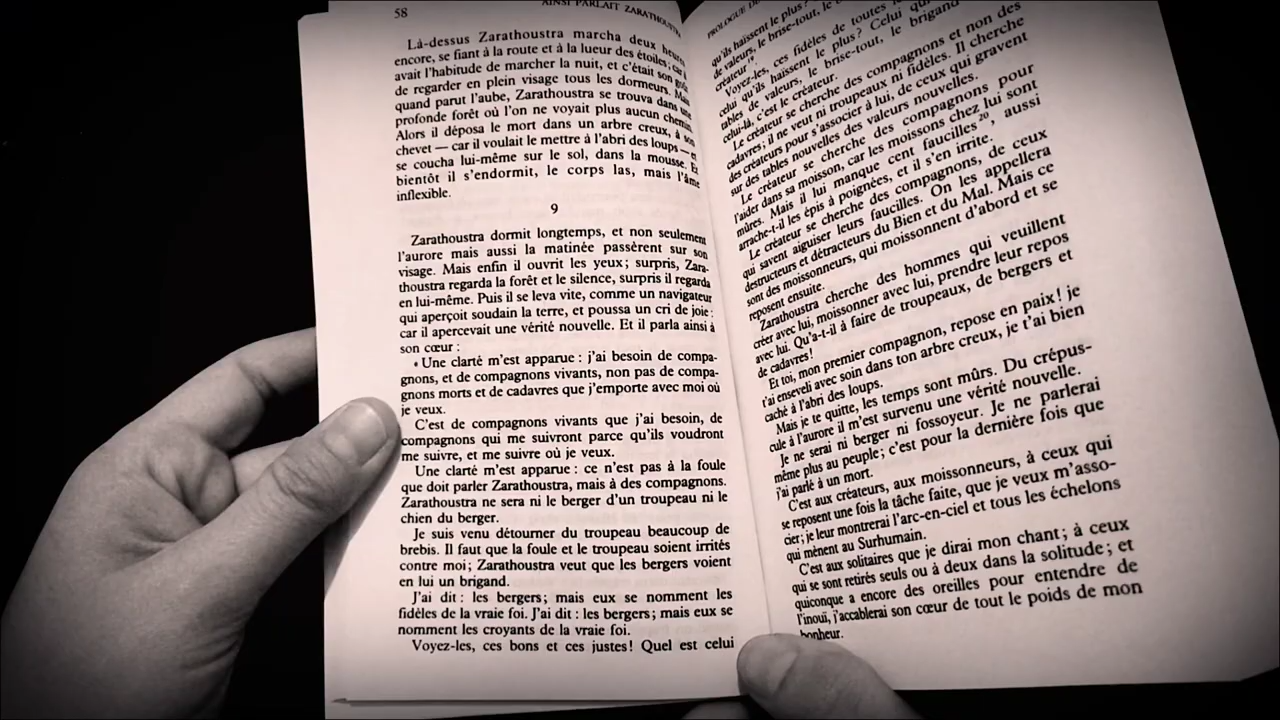 58
AINSI PARLAIT ZARATHOUSTRA
Là-dessus Zarathoustra marcha deux heures
encore, se fiant à la route et à la lueur des étoiles; car il
avait l'habitude de marcher la nuit, et c'était son goût
de regarder en plein visage tous les dormeurs. Mais
quand parut l'aube, Zarathoustra se trouva dans une
profonde forêt où l'on ne voyait plus aucun chemin.
Alors il déposa le mort dans un arbre creux, à son
chevet — car il voulait le mettre à l'abri des loups — et
se coucha lui-même sur le sol, dans la mousse. Et
bientôt il s'endormit, le corps las, mais l'âme
inflexible.
9
Zarathoustra dormit longtemps, et non seulement
l'aurore mais aussi la matinée passèrent sur son
visage. Mais enfin il ouvrit les yeux; surpris, Zara-
thoustra regarda la forêt et le silence, surpris il regarda
en lui-même. Puis il se leva vite, comme un navigateur
qui aperçoit soudain la terre, et poussa un cri de joie:
car il apercevait une vérité nouvelle. Et il parla ainsi à
son cœur :
« Une clarté m'est apparue : j'ai besoin de compa-
gnons, et de compagnons vivants, non pas de compa-
gnons morts et de cadavres que j'emporte avec moi où
je veux.
C'est de compagnons vivants que j'ai besoin, de
compagnons qui me suivront parce qu'ils voudront
me suivre, et me suivre où je veux.
Une clarté m'est apparue : ce n'est pas à la foule
que doit parler Zarathoustra, mais à des compagnons.
Zarathoustra ne sera ni le berger d'un troupeau ni le
chien du berger.
Je suis venu détourner du troupeau beaucoup de
brebis. Il faut que la foule et le troupeau soient irrités
contre moi; Zarathoustra veut que les bergers voient
en lui un brigand.
J'ai dit : les bergers; mais eux se nomment les
fidèles de la vraie foi. J'ai dit : les bergers; mais eux se
nomment les croyants de la vraie foi.
Voyez-les, ces bons et ces justes! Quel est celui
PROLOGUE DE
qu'ils haïssent le plus?
de valeurs, le brise-tout, le
créateur
Voyez-les, ces fidèles de toutes
celui qu'ils haïssent le plus? Celui qui
tables de valeurs, le brise-tout, le brigand
celui-là, c'est le créateur.
Le créateur se cherche des compagnons et non des
cadavres; il ne veut ni troupeaux ni fidèles. Il cherche
des créateurs pour s'associer à lui, de ceux qui gravent
sur des tables nouvelles des valeurs nouvelles.
Le créateur se cherche des compagnons pour
l'aider dans sa moisson, car les moissons chez lui sont
mûres. Mais il lui manque cent faucilles²⁰, aussi
arrache-t-il les épis à poignées, et il s'en irrite.
Le créateur se cherche des compagnons, de ceux
qui savent aiguiser leurs faucilles. On les appellera
destructeurs et détracteurs du Bien et du Mal. Mais ce
sont des moissonneurs, qui moissonnent d'abord et se
reposent ensuite.
Zarathoustra cherche des hommes qui veuillent
créer avec lui, moissonner avec lui, prendre leur repos
avec lui. Qu'a-t-il à faire de troupeaux, de bergers et
de cadavres!
Et toi, mon premier compagnon, repose en paix! je
t'ai enseveli avec soin dans ton arbre creux, je t'ai bien
caché à l'abri des loups.
Mais je te quitte, les temps sont mûrs. Du crépus-
cule à l'aurore il m'est survenu une vérité nouvelle.
Je ne serai ni berger ni fossoyeur. Je ne parlerai
même plus au peuple; c'est pour la dernière fois que
j'ai parlé à un mort.
C'est aux créateurs, aux moissonneurs, à ceux qui
se reposent une fois la tâche faite, que je veux m'asso-
cier; je leur montrerai l'arc-en-ciel et tous les échelons
qui mènent au Surhumain.
C'est aux solitaires que je dirai mon chant; à ceux
qui se sont retirés seuls ou à deux dans la solitude; et
quiconque a encore des oreilles pour entendre de
l'inouï, j'accablerai son cœur de tout le poids de mon
bonheur.